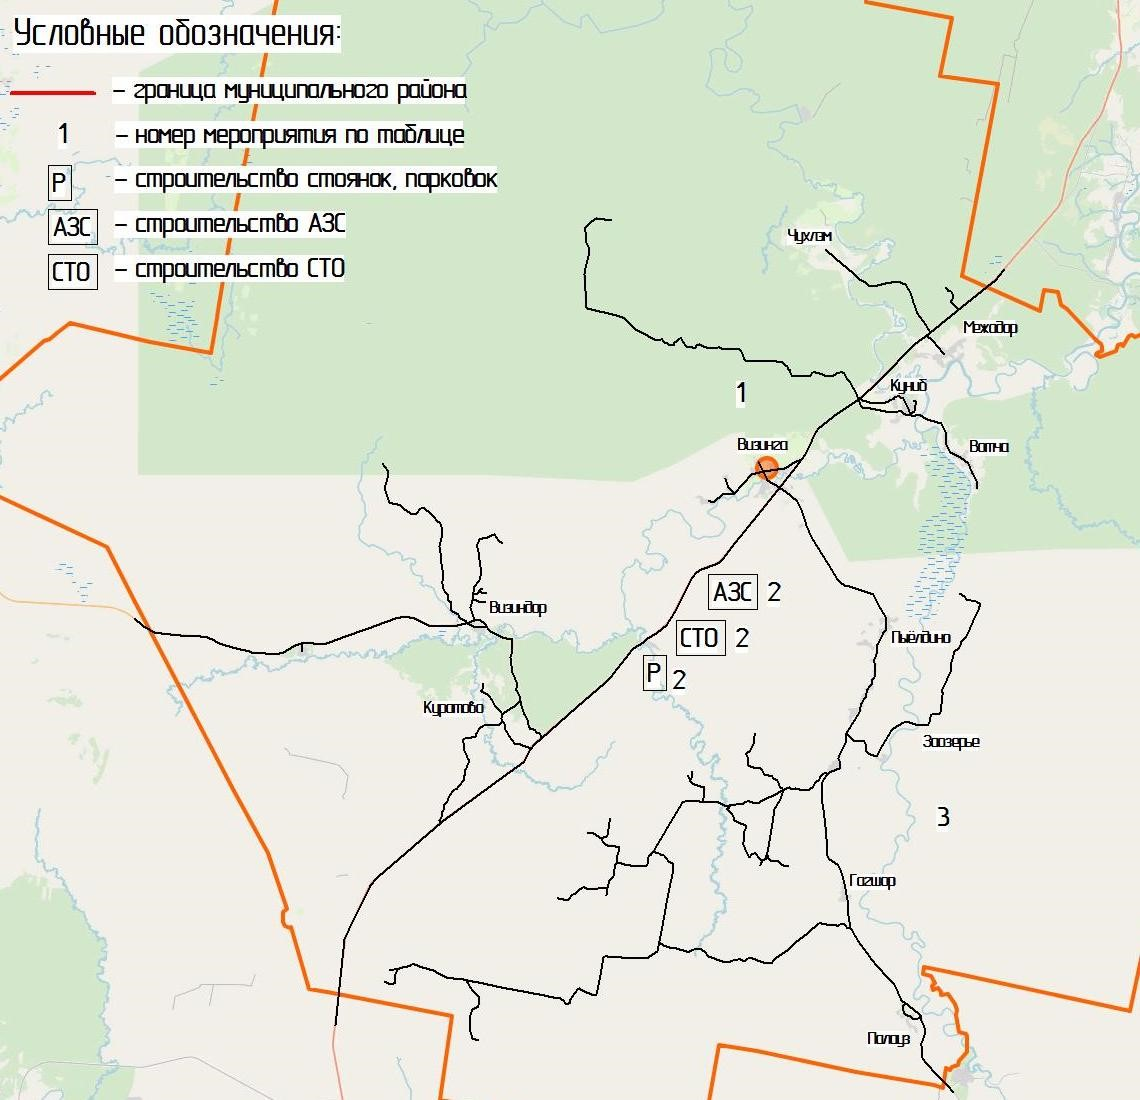 Условные обозначения:
– граница муниципального района
1 – номер мероприятия по таблице
Р – строительство стоянок, парковок
АЗС – строительство АЗС
СТО – строительство СТО
Чухлэм
Межадор
Куниб
1
Визинга
Вотча
АЗС 2
Визиндор
СТО 2
Пыёлдино
Р 2
Куратово
Заозерье
3
Гагшор
Палауз